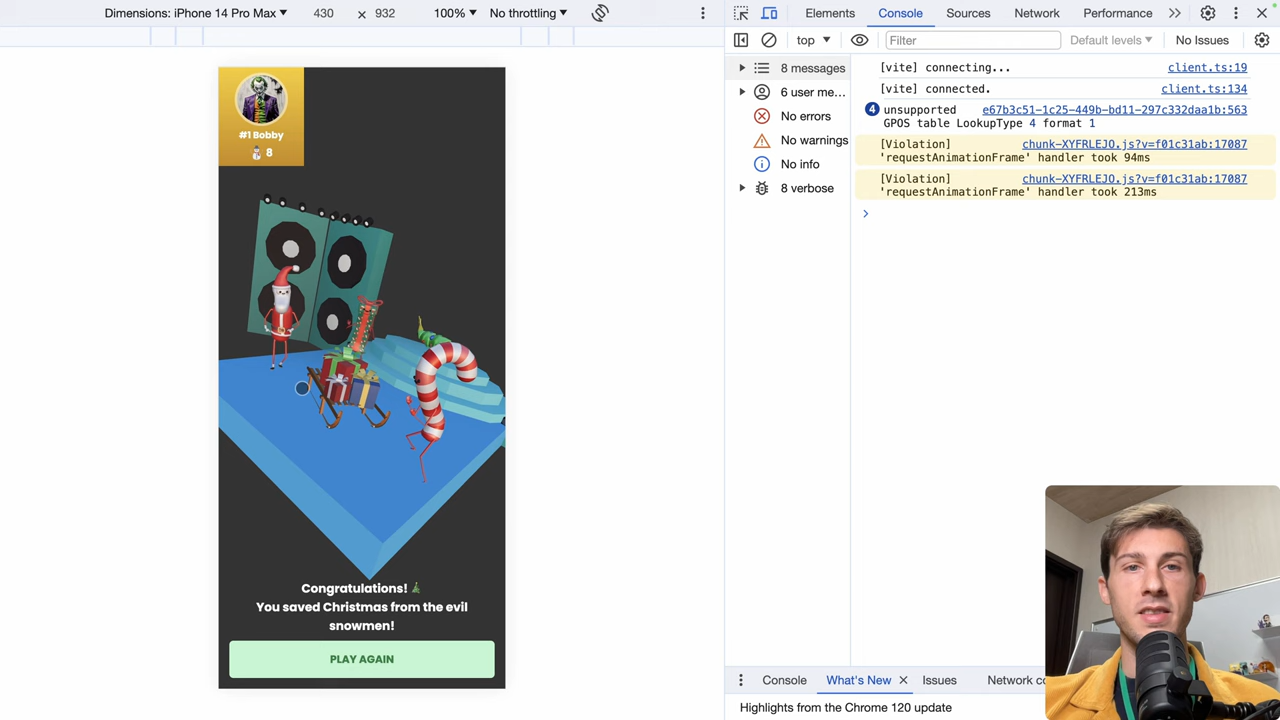 Dimensions: iPhone 14 Pro Max ▼ 430 × 932 100% ▼ No throttling ▼
Elements Console Sources Network Performance
top ▼ Filter Default levels ▼ No Issues
8 messages
6 user me...
No errors
No warnings
No info
8 verbose
[vite] connecting... client.ts:19
[vite] connected. client.ts:134
4 unsupported e67b3c51-1c25-449b-bd11-297c332daa1b:563
GPOS table LookupType 4 format 1
[Violation] chunk-XYFRLEJO.js?v=f01c31ab:17087
'requestAnimationFrame' handler took 94ms
[Violation] chunk-XYFRLEJO.js?v=f01c31ab:17087
'requestAnimationFrame' handler took 213ms
#1 Bobby
8
Congratulations!
You saved Christmas from the evil
snowmen!
PLAY AGAIN
Console What's New Issues Network co
Highlights from the Chrome 120 update